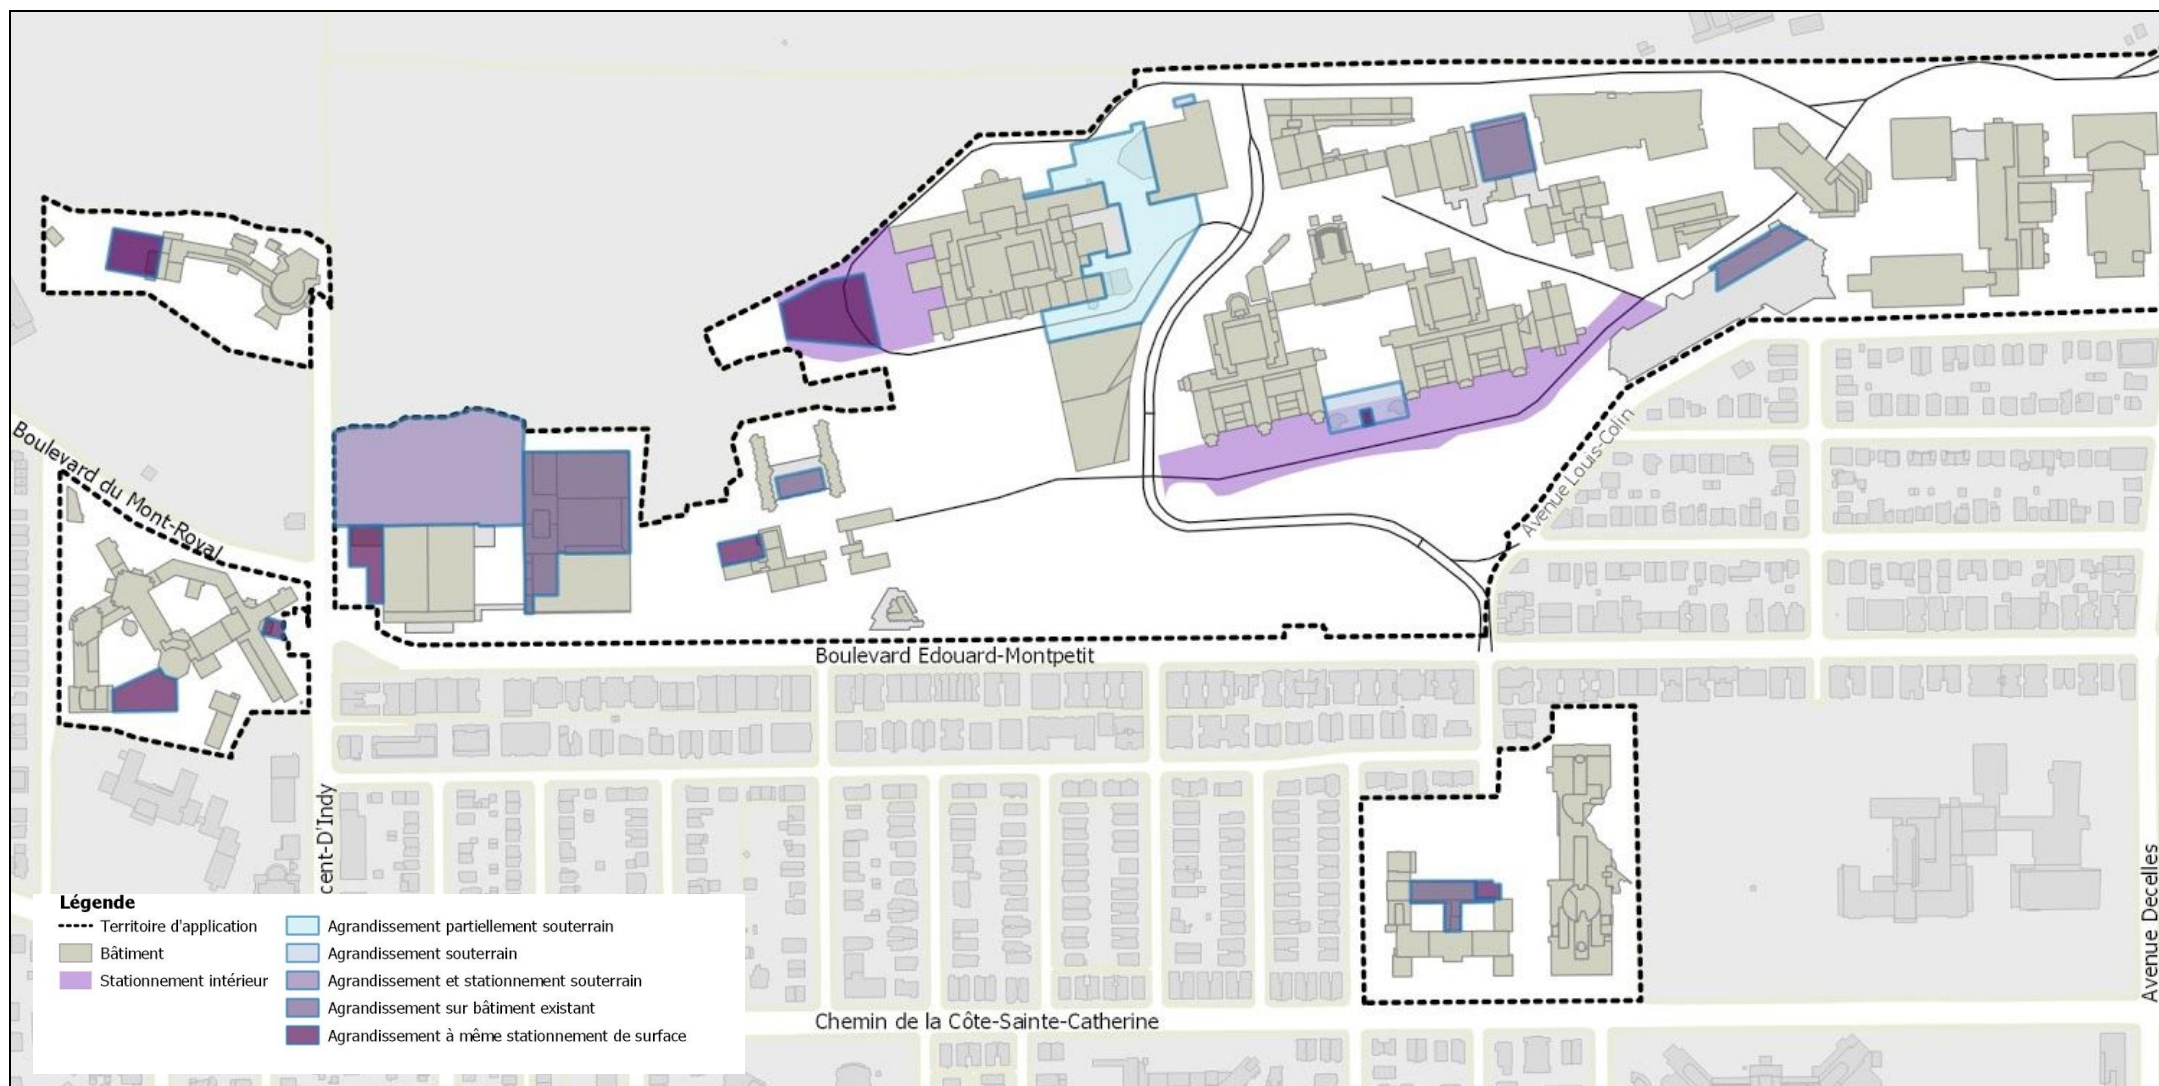 Boulevard du Mont-Royal
Avenue Louis-Colin
Boulevard Edouard-Montpetit
cent-D'Indy
Avenue Decelles
Chemin de la Côte-Sainte-Catherine
Légende
Territoire d'application
Bâtiment
Stationnement intérieur
Agrandissement partiellement souterrain
Agrandissement souterrain
Agrandissement et stationnement souterrain
Agrandissement sur bâtiment existant
Agrandissement à même stationnement de surface